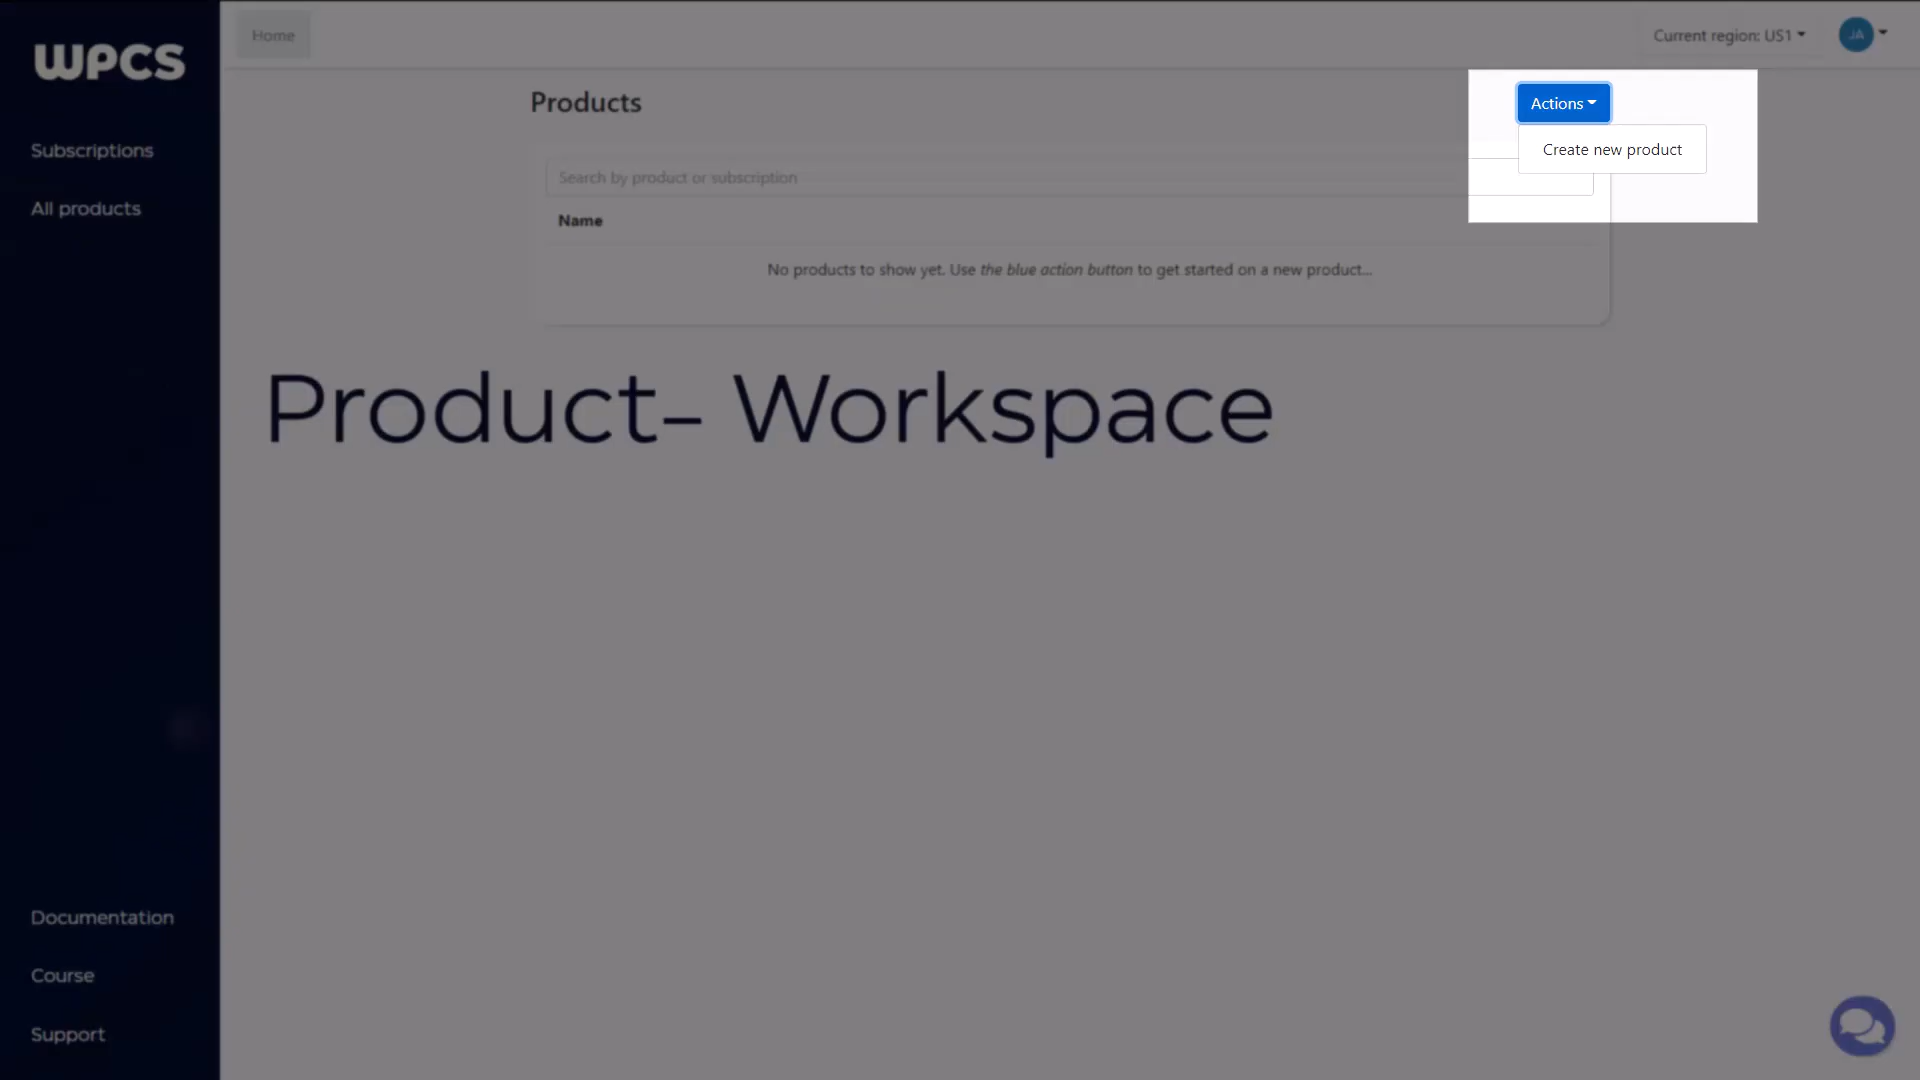 WPCS
Home
Current region: US1
JA
Subscriptions
All products
Products
Actions
Create new product
Search by product or subscription
Name
No products to show yet. Use the blue action button to get started on a new product...
Product- Workspace
Documentation
Course
Support